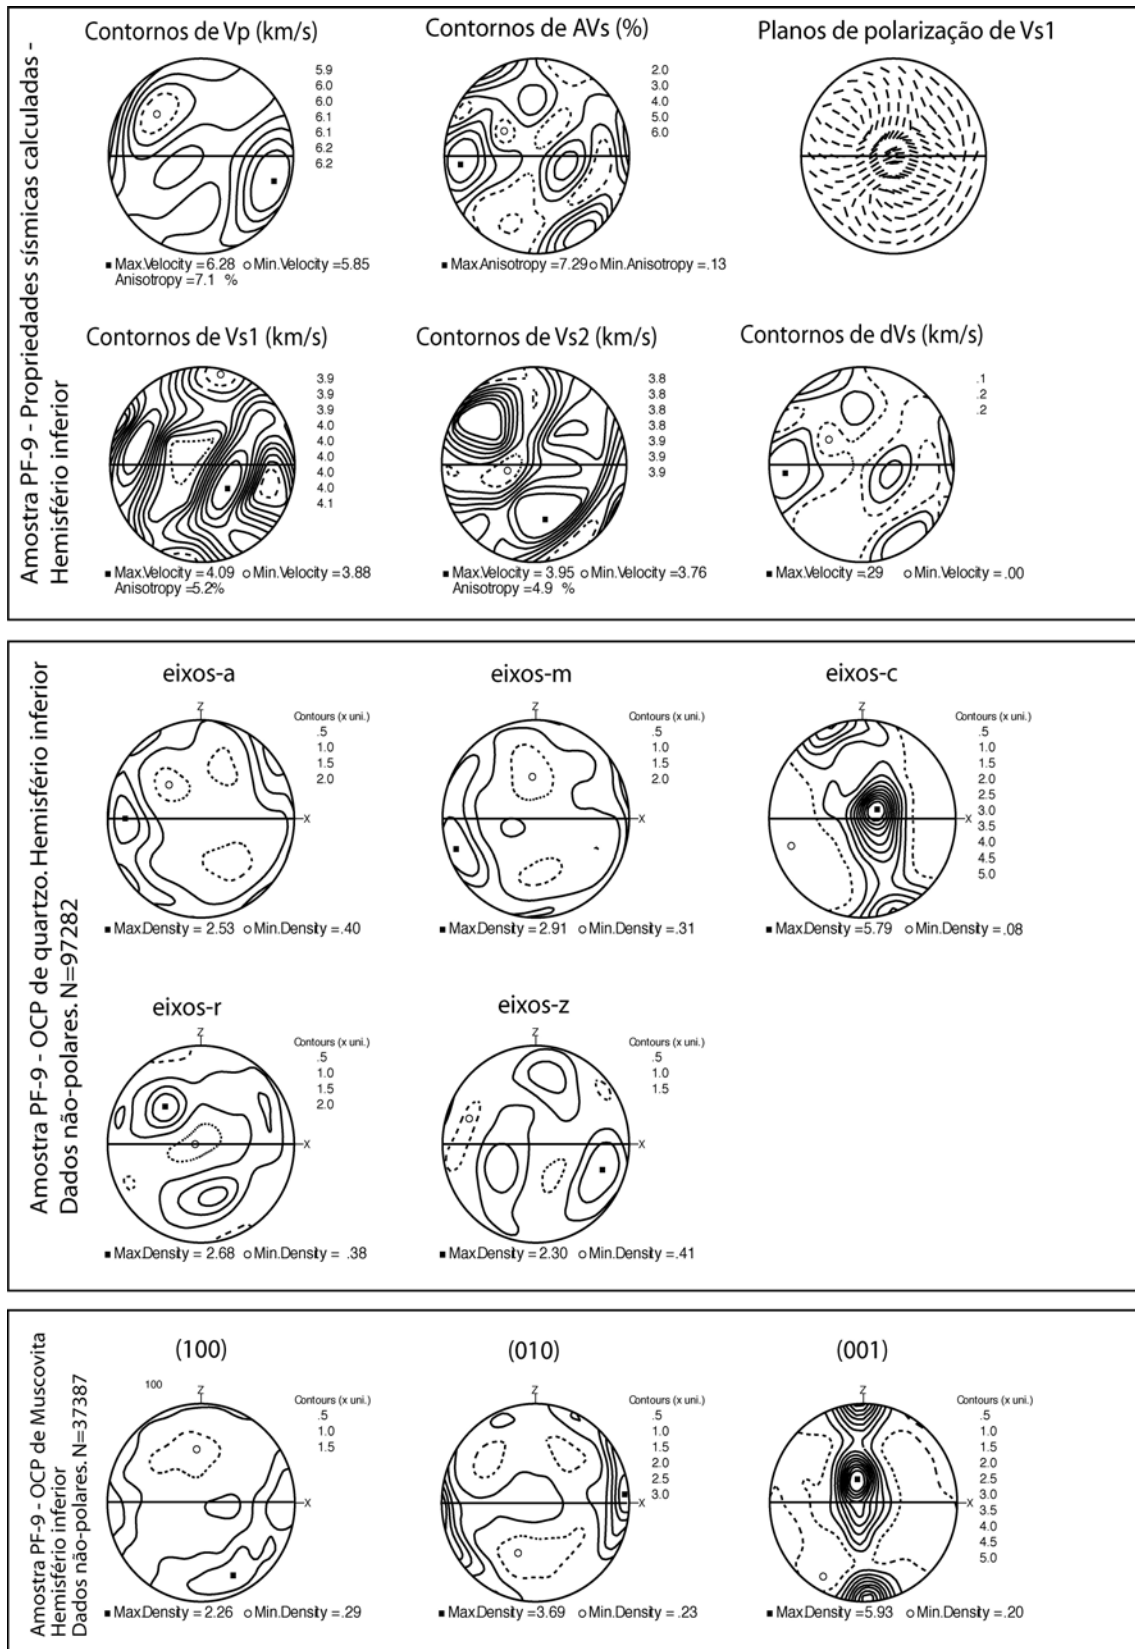 Amostra PF-9 - Propriedades sísmicas calculadas -
Hemisfério inferior
Contornos de Vp (km/s)
5.9
6.0
6.0
6.1
6.1
6.2
6.2
■ Max.Velocity = 6.28 ○ Min. Velocity = 5.85
Anisotropy = 7.1 %
Contornos de AVs (%)
2.0
3.0
4.0
5.0
6.0
■ Max.Anisotropy = 7.29 ○ Min. Anisotropy = .13
Planos de polarização de Vs1
Contornos de Vs1 (km/s)
3.9
3.9
3.9
4.0
4.0
4.0
4.0
4.0
4.1
■ Max.Velocity = 4.09 ○ Min. Velocity = 3.88
Anisotropy = 5.2%
Contornos de Vs2 (km/s)
3.8
3.8
3.8
3.8
3.9
3.9
3.9
■ Max.Velocity = 3.95 ○ Min. Velocity = 3.76
Anisotropy = 4.9 %
Contornos de dVs (km/s)
.1
.2
.2
■ Max.Velocity = .29 ○ Min. Velocity = .00
Amostra PF-9 - OCP de quartzo. Hemisfério inferior
Dados não-polares. N=97282
eixos-a
Z
X
Contours (x uni.)
.5
1.0
1.5
2.0
■ Max.Density = 2.53 ○ Min. Density = .40
eixos-m
Z
X
Contours (x uni.)
.5
1.0
1.5
2.0
■ Max.Density = 2.91 ○ Min. Density = .31
eixos-c
Z
X
Contours (x uni.)
.5
1.0
1.5
2.0
2.5
3.0
3.5
4.0
4.5
5.0
■ Max.Density = 5.79 ○ Min. Density = .08
eixos-r
Z
X
Contours (x uni.)
.5
1.0
1.5
2.0
■ Max.Density = 2.68 ○ Min. Density = .38
eixos-z
Z
X
Contours (x uni.)
.5
1.0
1.5
■ Max.Density = 2.30 ○ Min. Density = .41
Amostra PF-9 - OCP de Muscovita
Hemisfério inferior
Dados não-polares. N=37387
(100)
100
Z
X
Contours (x uni.)
.5
1.0
1.5
■ Max.Density = 2.26 ○ Min. Density = .29
(010)
Z
X
Contours (x uni.)
.5
1.0
1.5
2.0
2.5
3.0
■ Max.Density = 3.69 ○ Min. Density = .23
(001)
Z
X
Contours (x uni.)
.5
1.0
1.5
2.0
2.5
3.0
3.5
4.0
4.5
5.0
■ Max.Density = 5.93 ○ Min. Density = .20